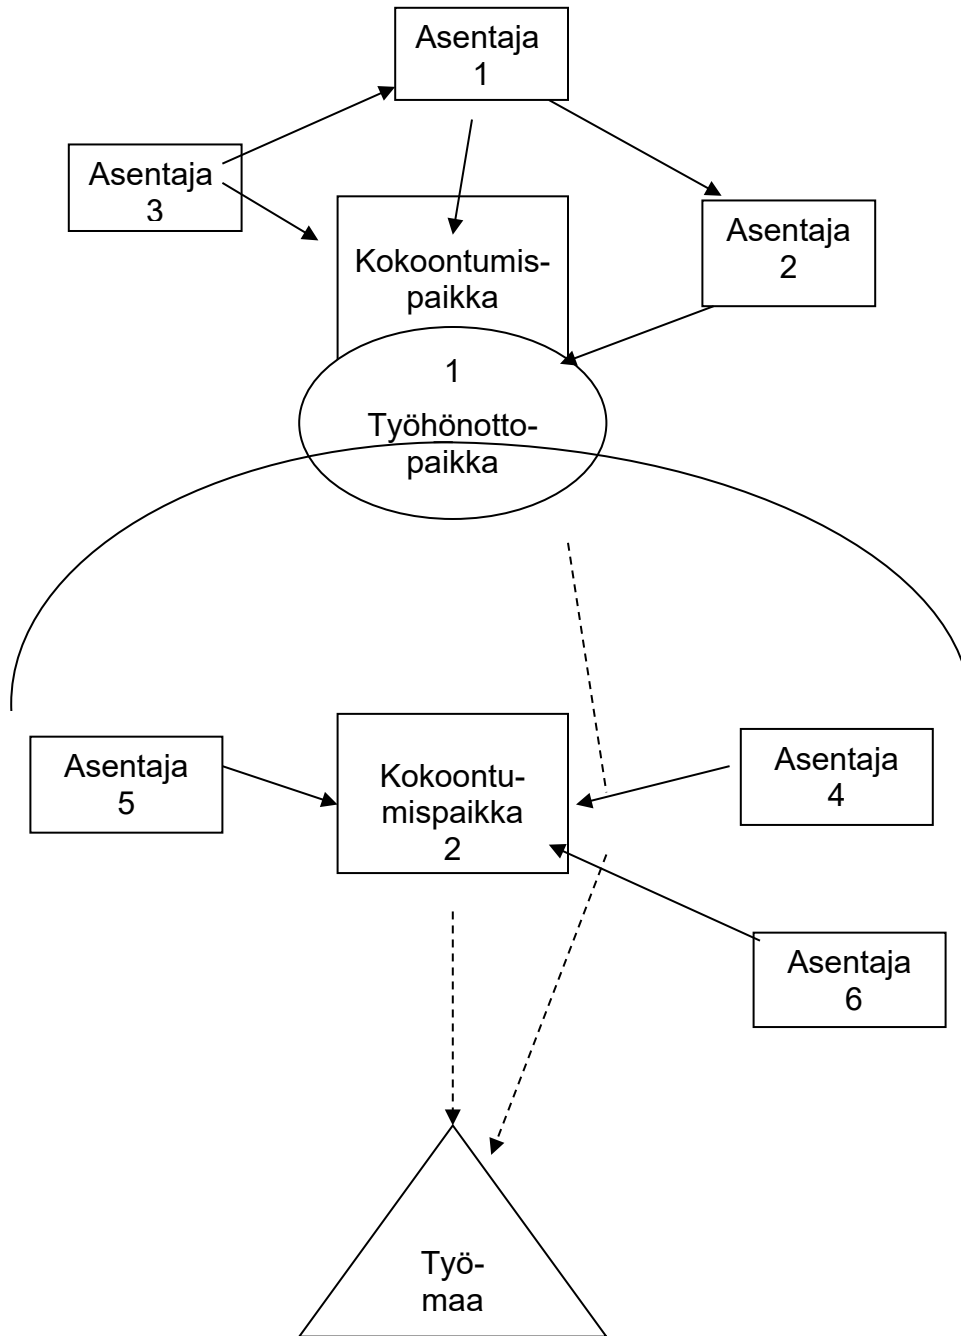 Asentaja
1
Asentaja
3
Asentaja
2
Kokoontumis-
paikka
1
Työhönotto-
paikka
Asentaja
5
Kokoontu-
mispaikka
2
Asentaja
4
Asentaja
6
Työ-
maa